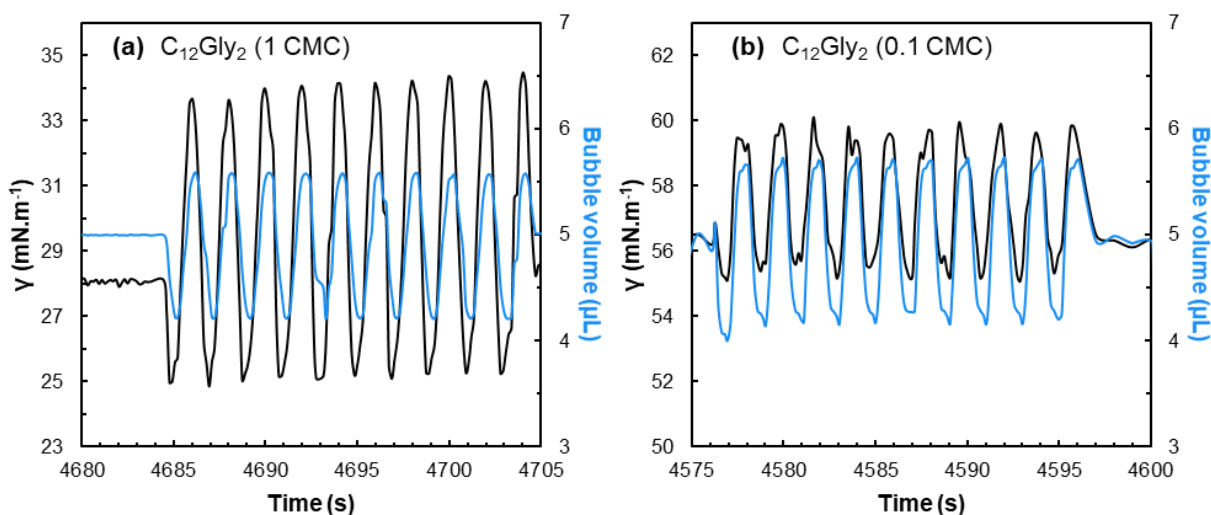 (a) C₁₂Gly₂ (1 CMC)
35
33
31
29
27
25
23
γ (mN.m⁻¹)
7
6
5
4
3
Bubble volume (µL)
4680 4685 4690 4695 4700 4705
Time (s)
(b) C₁₂Gly₂ (0.1 CMC)
62
60
58
56
54
52
50
γ (mN.m⁻¹)
7
6
5
4
3
Bubble volume (µL)
4575 4580 4585 4590 4595 4600
Time (s)